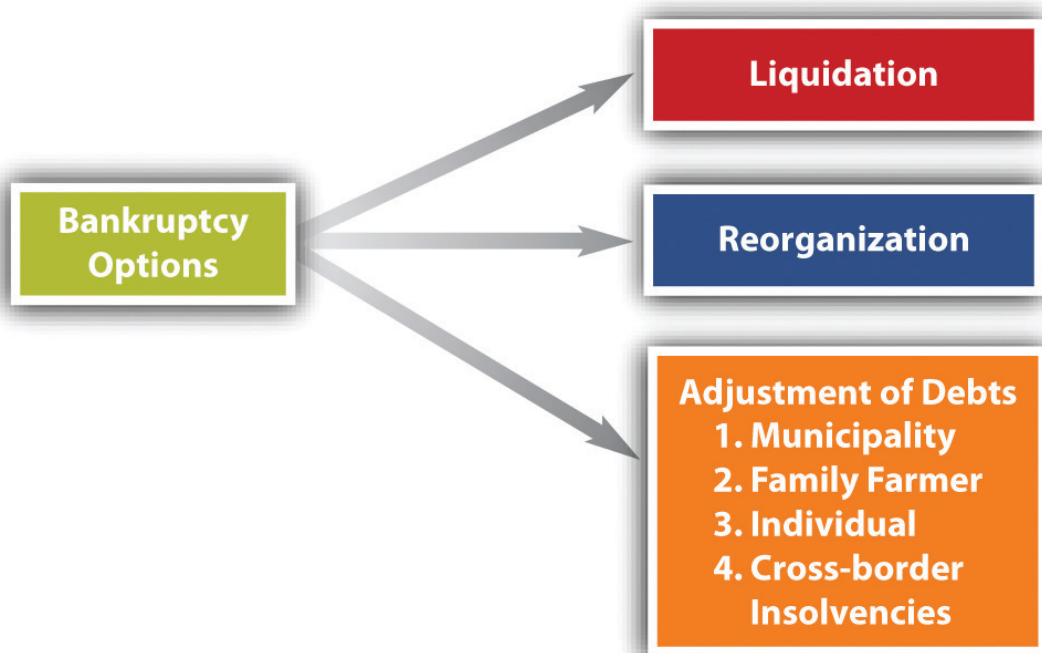 Bankruptcy
Options
Liquidation
Reorganization
Adjustment of Debts
1. Municipality
2. Family Farmer
3. Individual
4. Cross-border
Insolvencies